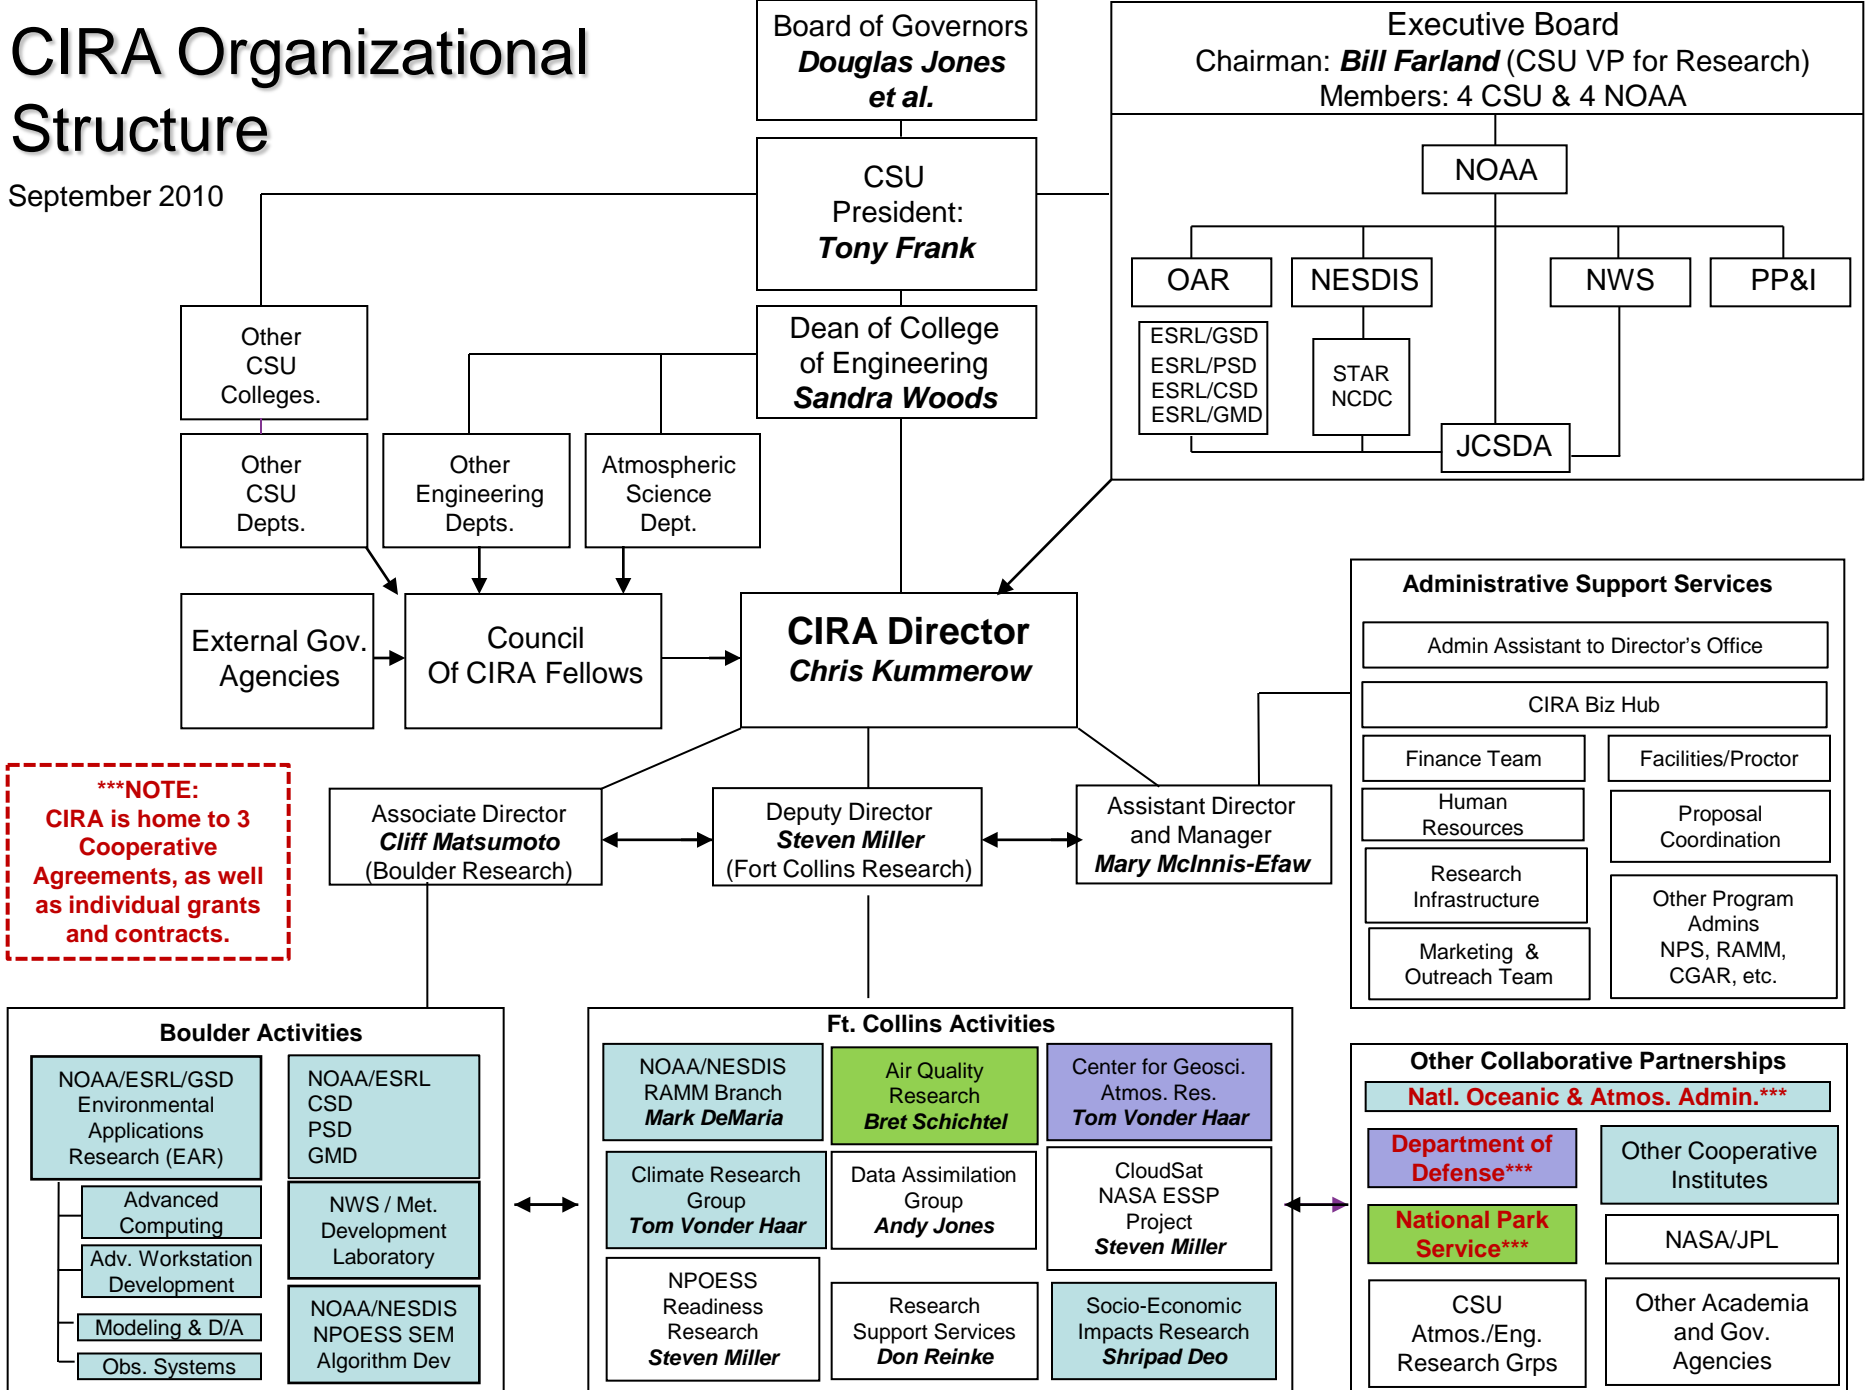 CIRA Organizational
Structure
September 2010
Board of Governors
Douglas Jones
et al.
Executive Board
Chairman: Bill Farland (CSU VP for Research)
Members: 4 CSU & 4 NOAA
CSU
President:
Tony Frank
NOAA
OAR
NESDIS
NWS
PP&I
ESRL/GSD
ESRL/PSD
ESRL/CSD
ESRL/GMD
STAR
NCDC
JCSDA
Other
CSU
Colleges.
Dean of College
of Engineering
Sandra Woods
Other
CSU
Depts.
Other
Engineering
Depts.
Atmospheric
Science
Dept.
External Gov.
Agencies
Council
Of CIRA Fellows
CIRA Director
Chris Kummerow
Administrative Support Services
Admin Assistant to Director's Office
CIRA Biz Hub
Finance Team
Facilities/Proctor
Human
Resources
Proposal
Coordination
Research
Infrastructure
Other Program
Admins
NPS, RAMM,
CGAR, etc.
Marketing &
Outreach Team
***NOTE:
CIRA is home to 3
Cooperative
Agreements, as well
as individual grants
and contracts.
Associate Director
Cliff Matsumoto
(Boulder Research)
Deputy Director
Steven Miller
(Fort Collins Research)
Assistant Director
and Manager
Mary McInnis-Efaw
Boulder Activities
NOAA/ESRL/GSD
Environmental
Applications
Research (EAR)
Advanced
Computing
Adv. Workstation
Development
Modeling & D/A
Obs. Systems
NOAA/ESRL
CSD
PSD
GMD
NWS / Met.
Development
Laboratory
NOAA/NESDIS
NPOESS SEM
Algorithm Dev
Ft. Collins Activities
NOAA/NESDIS
RAMM Branch
Mark DeMaria
Air Quality
Research
Bret Schichtel
Center for Geosci.
Atmos. Res.
Tom Vonder Haar
Climate Research
Group
Tom Vonder Haar
Data Assimilation
Group
Andy Jones
CloudSat
NASA ESSP
Project
Steven Miller
NPOESS
Readiness
Research
Steven Miller
Research
Support Services
Don Reinke
Socio-Economic
Impacts Research
Shripad Deo
Other Collaborative Partnerships
Natl. Oceanic & Atmos. Admin.***
Department of
Defense***
Other Cooperative
Institutes
National Park
Service***
NASA/JPL
CSU
Atmos./Eng.
Research Grps
Other Academia
and Gov.
Agencies